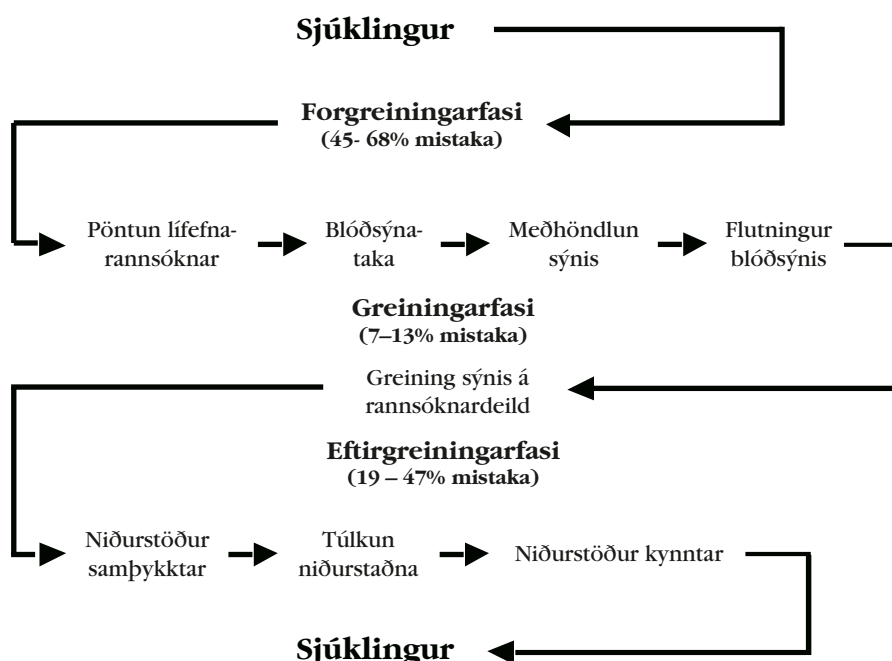 Sjúklingur
Forgreiningarfasi
(45- 68% mistaka)
Pöntun lífefna-
rannsóknar
Blóðsýna-
taka
Meðhöndlun
sýnis
Flutningur
blóðsýnis
Greiningarfasi
(7–13% mistaka)
Greining sýnis á
rannsóknardeild
Eftirgreiningarfasi
(19 – 47% mistaka)
Niðurstöður
samþykktar
Túlkun
niðurstaðna
Niðurstöður kynntar
Sjúklingur